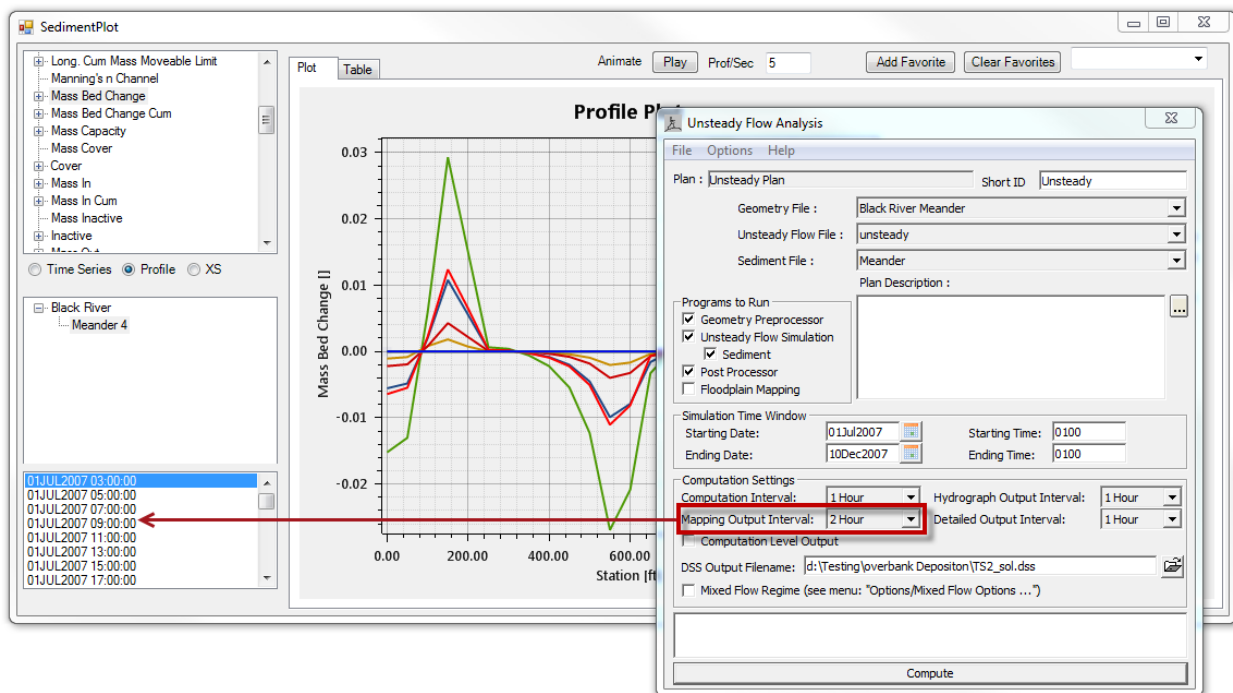 SedimentPlot
Long. Cum Mass Moveable Limit
Manning's n Channel
Mass Bed Change
Mass Bed Change Cum
Mass Capacity
Mass Cover
Cover
Mass In
Mass In Cum
Mass Inactive
Inactive
Time Series Profile XS
Black River
Meander 4
01JUL2007 03:00:00
01JUL2007 05:00:00
01JUL2007 07:00:00
01JUL2007 09:00:00
01JUL2007 11:00:00
01JUL2007 13:00:00
01JUL2007 15:00:00
01JUL2007 17:00:00
Plot Table
Animate Play Prof/Sec 5 Add Favorite Clear Favorites
Profile
Mass Bed Change []
0.03
0.02
0.01
0.00
-0.01
-0.02
0.00 200.00 400.00 600.00
Station [ft
Unsteady Flow Analysis
File Options Help
Plan : Unsteady Plan Short ID Unsteady
Geometry File : Black River Meander
Unsteady Flow File : unsteady
Sediment File : Meander
Plan Description :
...
Programs to Run
Geometry Preprocessor
Unsteady Flow Simulation
Sediment
Post Processor
Floodplain Mapping
Simulation Time Window
Starting Date: 01Jul2007 Starting Time: 0100
Ending Date: 10Dec2007 Ending Time: 0100
Computation Settings
Computation Interval: 1 Hour Hydrograph Output Interval: 1 Hour
Mapping Output Interval: 2 Hour Detailed Output Interval: 1 Hour
Computation Level Output
DSS Output Filename: d:\Testing\overbank Depositon\TS2_sol.dss
Mixed Flow Regime (see menu: "Options/Mixed Flow Options ...")
Compute